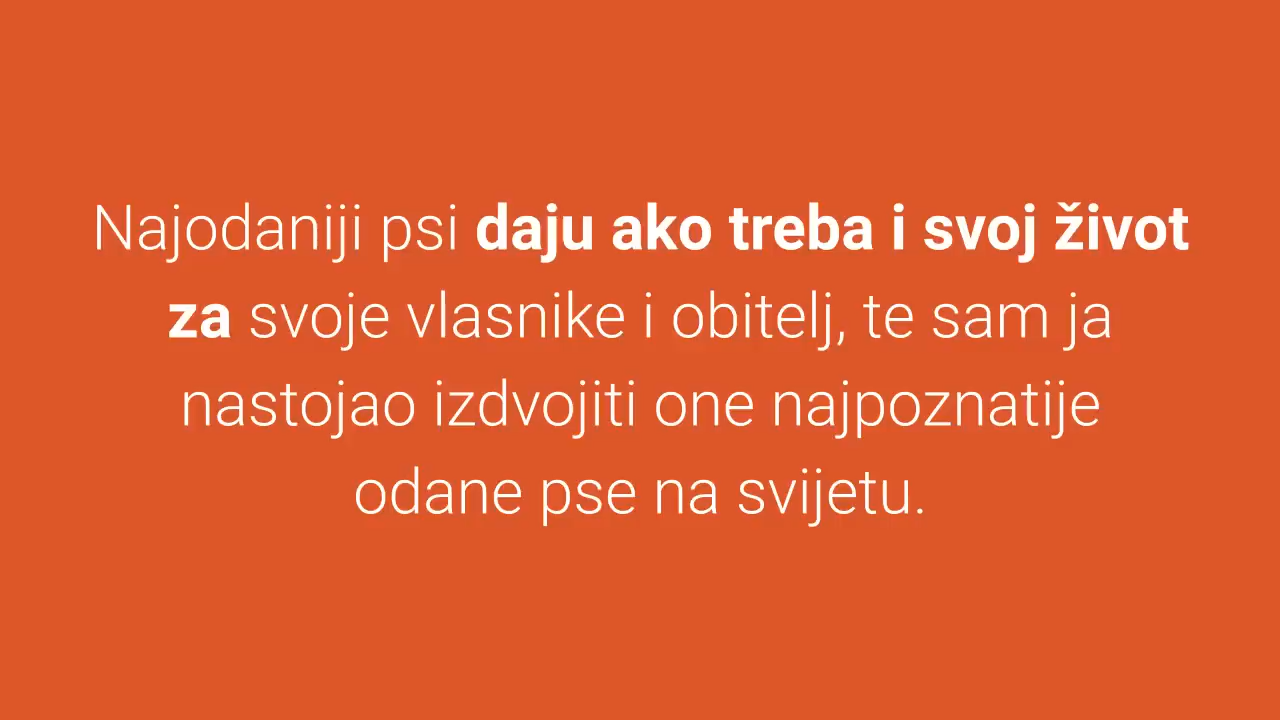 Najodaniji psi daju ako treba i svoj život
za svoje vlasnike i obitelj, te sam ja
nastojao izdvojiti one najpoznatije
odane pse na svijetu.